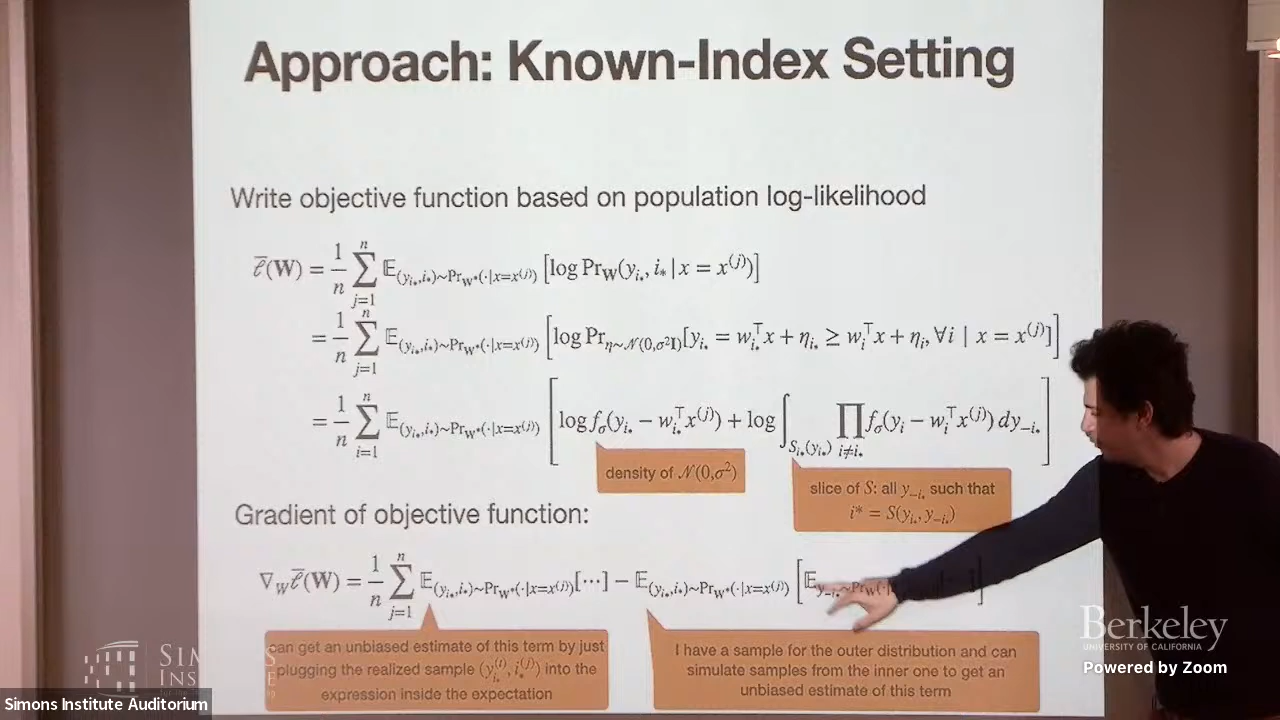 Approach: Known-Index Setting
Write objective function based on population log-likelihood
ℓ̅(W) = 1/n ∑_{j=1}^{n} 𝔼_{(y_{i*},i*)∼Pr_{W*}(·|x=x^{(j)})} [log Pr_W(y_{i*}, i_* | x = x^{(j)})]
= 1/n ∑_{j=1}^{n} 𝔼_{(y_{i*},i*)∼Pr_{W*}(·|x=x^{(j)})} [log Pr_{η∼𝒩(0,σ²I)}[y_{i*} = w_{i*}^⊤x + η_{i*} ≥ w_i^⊤x + η_i, ∀i | x = x^{(j)}]]
= 1/n ∑_{i=1}^{n} 𝔼_{(y_{i*},i*)∼Pr_{W*}(·|x=x^{(j)})} [log f_σ(y_{i*} − w_{i*}^⊤x^{(j)}) + log ∫_{S_{i*}(y_{i*})} ∏_{i≠i*} f_σ(y_i − w_i^⊤x^{(j)}) dy_{−i*}]
density of 𝒩(0,σ²)
slice of S: all y_{−i*} such that
i* = S(y_{i*}, y_{−i*})
Gradient of objective function:
∇_W ℓ̅(W) = 1/n ∑_{j=1}^{n} 𝔼_{(y_{i*},i*)∼Pr_{W*}(·|x=x^{(j)})}[⋯] − 𝔼_{(y_{i*},i*)∼Pr_{W*}(·|x=x^{(j)})} [𝔼_{y_{−i*}∼Pr_W(·|
can get an unbiased estimate of this term by just
plugging the realized sample (y_{i*}^{(i)}, i_*^{(j)}) into the
expression inside the expectation
I have a sample for the outer distribution and can
simulate samples from the inner one to get an
unbiased estimate of this term
Berkeley
UNIVERSITY OF CALIFORNIA
Powered by Zoom
Simons Institute Auditorium